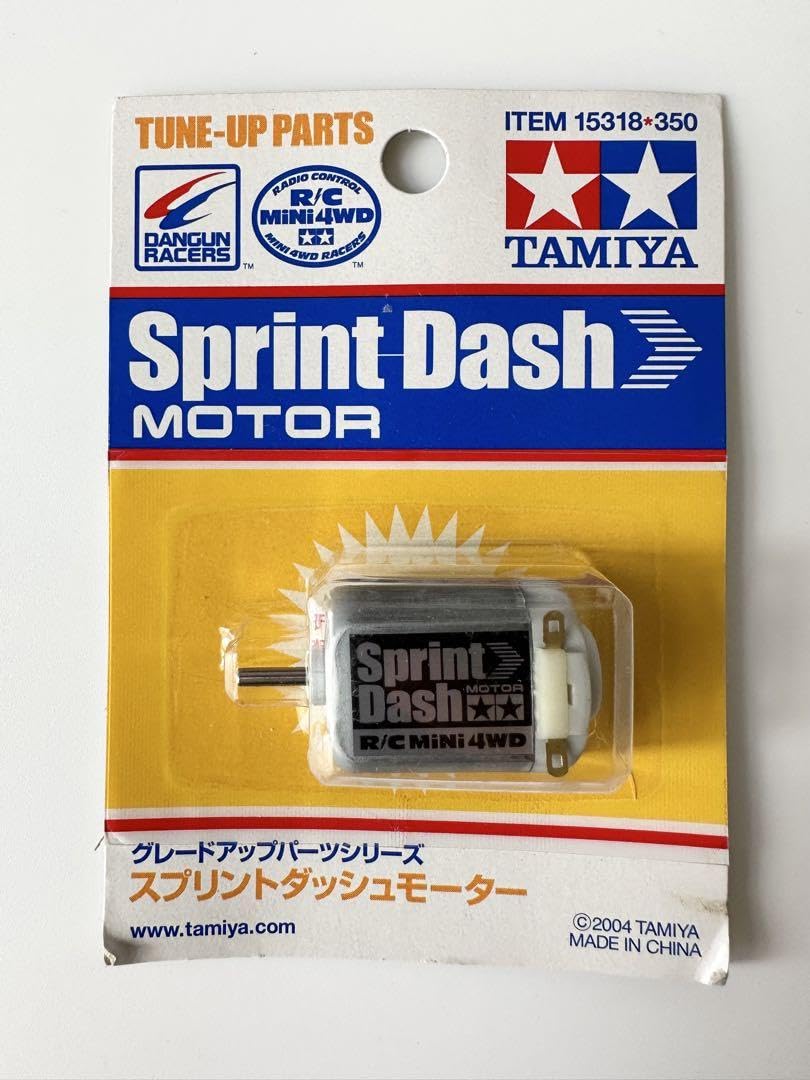 TUNE-UP PARTS
ITEM 15318*350
DANGUN
RACERS
TM
RADIO CONTROL
R/C
MiNi4WD
MINI 4WD RACERS
TM
TAMIYA
Sprint Dash
MOTOR
Sprint
Dash
MOTOR
R/C MiNi 4WD
グレードアップパーツシリーズ
スプリントダッシュモーター
www.tamiya.com
©2004 TAMIYA
MADE IN CHINA